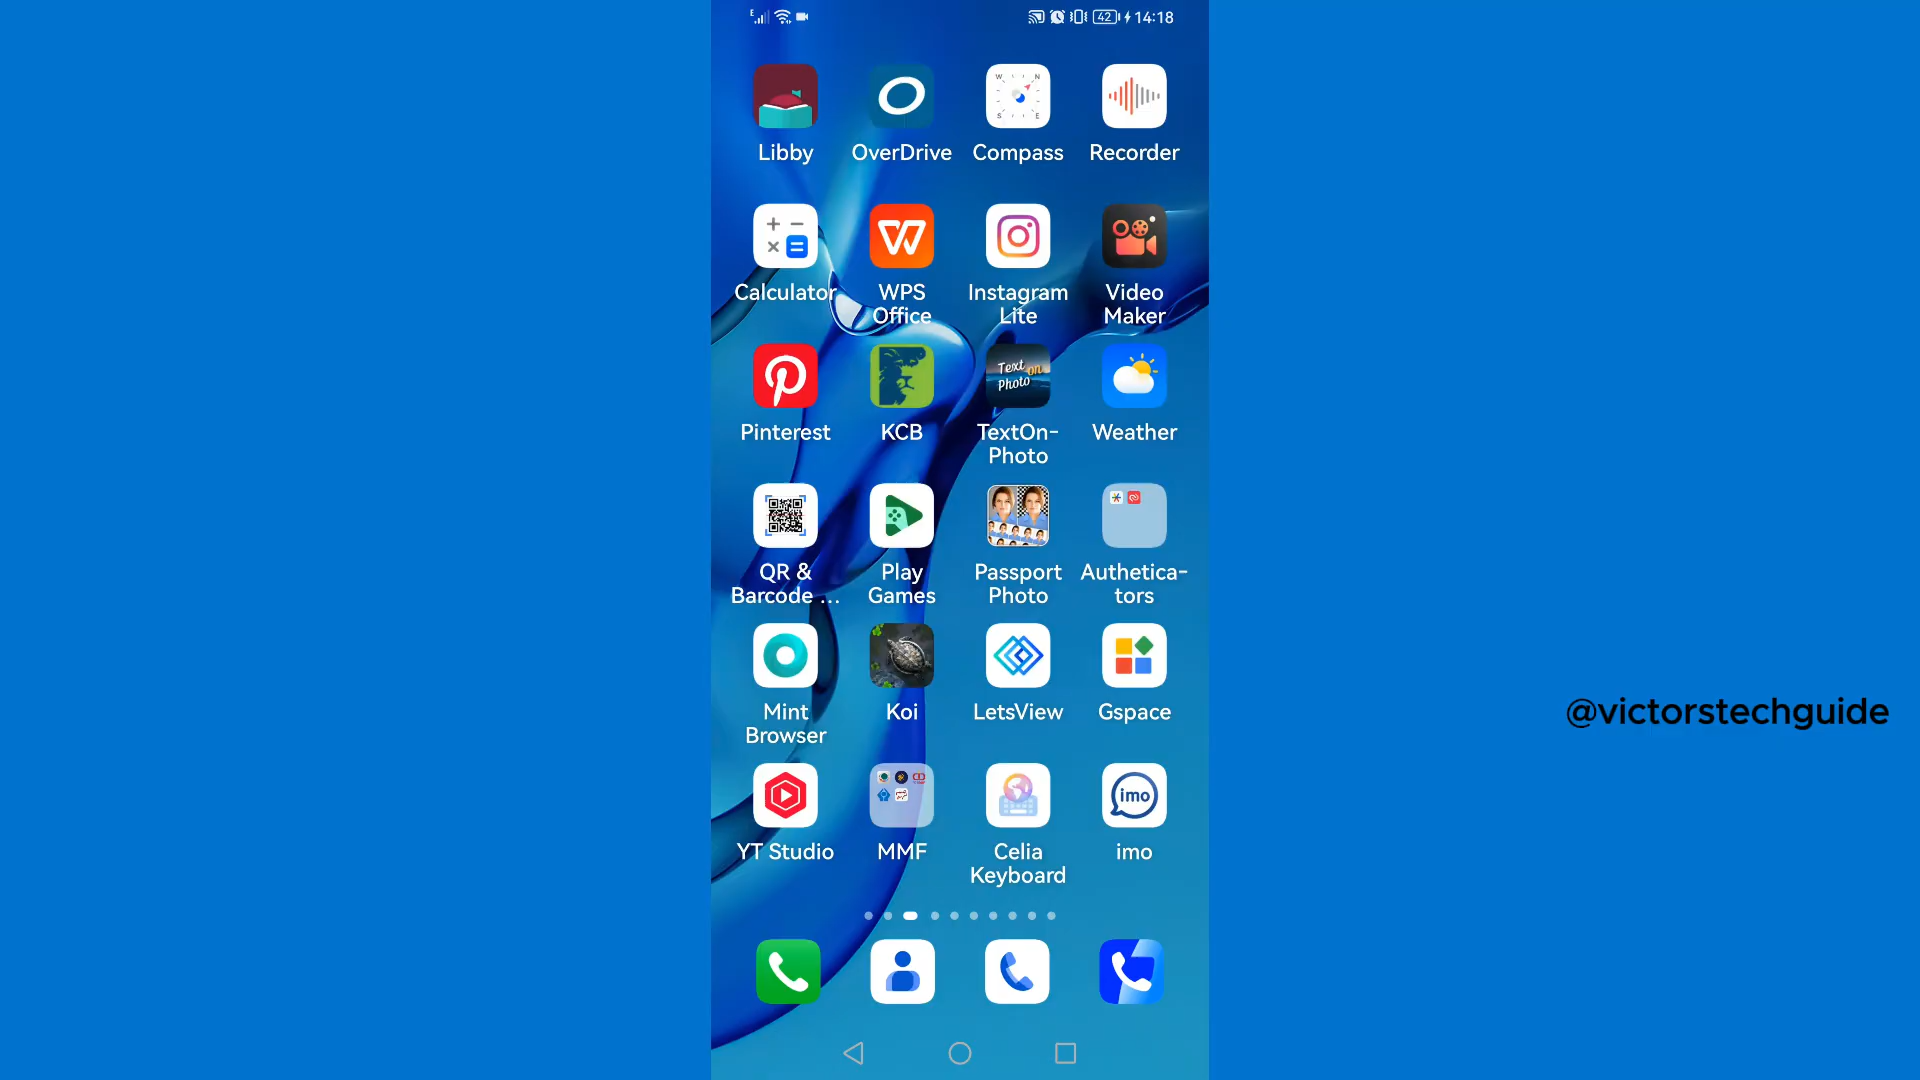 E
42
14:18
W N
S E
Libby
OverDrive
Compass
Recorder
Calculator
WPS
Office
Instagram
Lite
Video
Maker
Text on
Photo
Pinterest
KCB
TextOn-
Photo
Weather
QR &
Barcode ...
Play
Games
Passport
Photo
Authetica-
tors
Mint
Browser
Koi
LetsView
Gspace
@victorstechguide
imo
YT Studio
MMF
Celia
Keyboard
imo